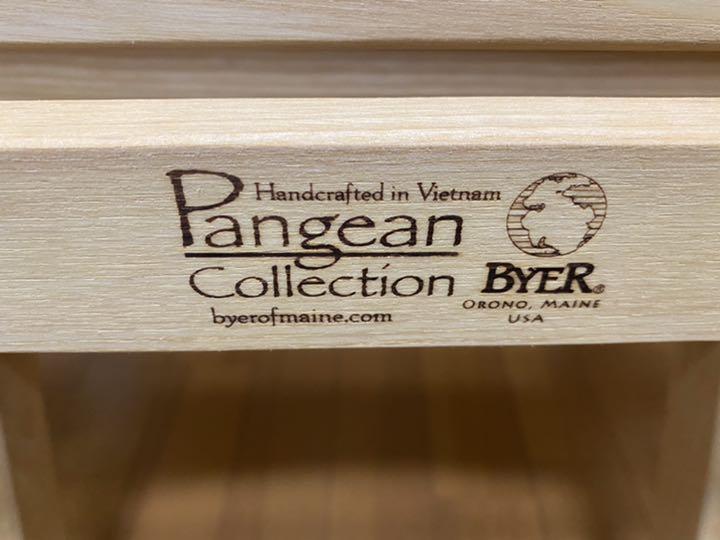 Handcrafted in Vietnam
Pangean
Collection
byerofmaine.com
BYER®
ORONO, MAINE
USA